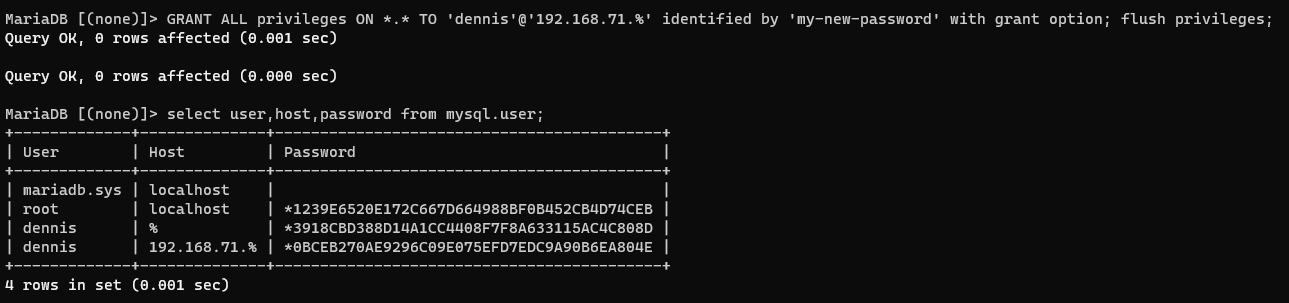 MariaDB [(none)]> GRANT ALL privileges ON *.* TO 'dennis'@'192.168.71.%' identified by 'my-new-password' with grant option; flush privileges;
Query OK, 0 rows affected (0.001 sec)

Query OK, 0 rows affected (0.000 sec)

MariaDB [(none)]> select user,host,password from mysql.user;
+-------------+--------------+-------------------------------------------+
| User        | Host         | Password                                  |
+-------------+--------------+-------------------------------------------+
| mariadb.sys | localhost    |                                           |
| root        | localhost    | *1239E6520E172C667D664988BF0B452CB4D74CEB |
| dennis      | %            | *3918CBD388D14A1CC4408F7F8A633115AC4C808D |
| dennis      | 192.168.71.% | *0BCEB270AE9296C09E075EFD7EDC9A90B6EA804E |
+-------------+--------------+-------------------------------------------+
4 rows in set (0.001 sec)